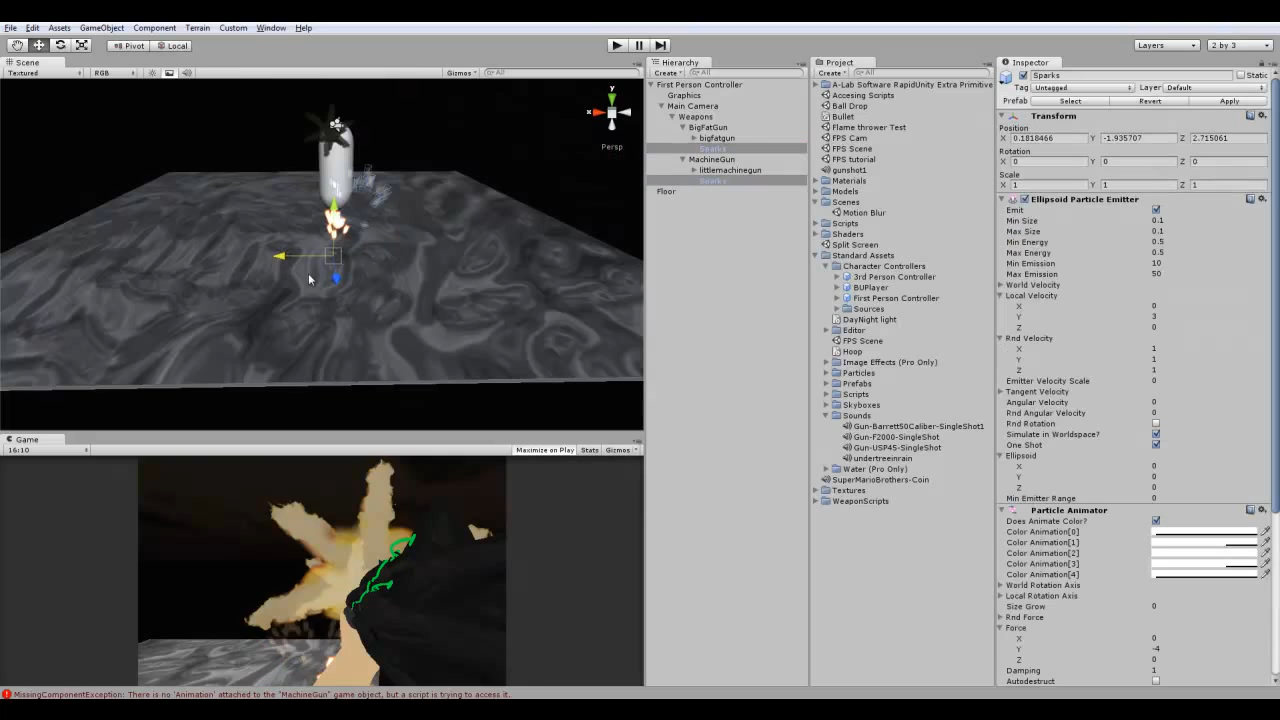 File Edit Assets GameObject Component Terrain Custom Window Help
Pivot Local Layers 2 by 3
Scene
Textured RGB Gizmos All
y
x
Persp
Game
16:10 Maximize on Play Stats Gizmos
Hierarchy
Create All
First Person Controller
Graphics
Main Camera
Weapons
BigFatGun
bigfatgun
Sparks
MachineGun
littlemachinegun
Sparks
Floor
Project
Create All
A-Lab Software RapidUnity Extra Primitive
Accesing Scripts
Ball Drop
Bullet
Flame thrower Test
FPS Cam
FPS Scene
FPS tutorial
gunshot1
Materials
Models
Scenes
Motion Blur
Scripts
Shaders
Split Screen
Standard Assets
Character Controllers
3rd Person Controller
BUPlayer
First Person Controller
Sources
DayNight light
Editor
FPS Scene
Hoop
Image Effects (Pro Only)
Particles
Prefabs
Scripts
Skyboxes
Sounds
Gun-Barrett50Caliber-SingleShot1
Gun-F2000-SingleShot
Gun-USP45-SingleShot
undertreeinrain
Water (Pro Only)
SuperMarioBrothers-Coin
Textures
WeaponScripts
Inspector
Sparks Static
Tag Untagged Layer Default
Prefab Select Revert Apply
Transform
Position
X 0.1818466 Y -1.935707 Z 2.715061
Rotation
X 0 Y 0 Z 0
Scale
X 1 Y 1 Z 1
Ellipsoid Particle Emitter
Emit
Min Size 0.1
Max Size 0.1
Min Energy 0.5
Max Energy 0.5
Min Emission 10
Max Emission 50
World Velocity
Local Velocity
X 0
Y 3
Z 0
Rnd Velocity
X 1
Y 1
Z 1
Emitter Velocity Scale 0
Tangent Velocity
Angular Velocity 0
Rnd Angular Velocity 0
Rnd Rotation
Simulate in Worldspace?
One Shot
Ellipsoid
X 0
Y 0
Z 0
Min Emitter Range 0
Particle Animator
Does Animate Color?
Color Animation[0]
Color Animation[1]
Color Animation[2]
Color Animation[3]
Color Animation[4]
World Rotation Axis
Local Rotation Axis
Size Grow 0
Rnd Force
Force
X 0
Y -4
Z 0
Damping 1
Autodestruct
MissingComponentException: There is no 'Animation' attached to the "MachineGun" game object, but a script is trying to access it.